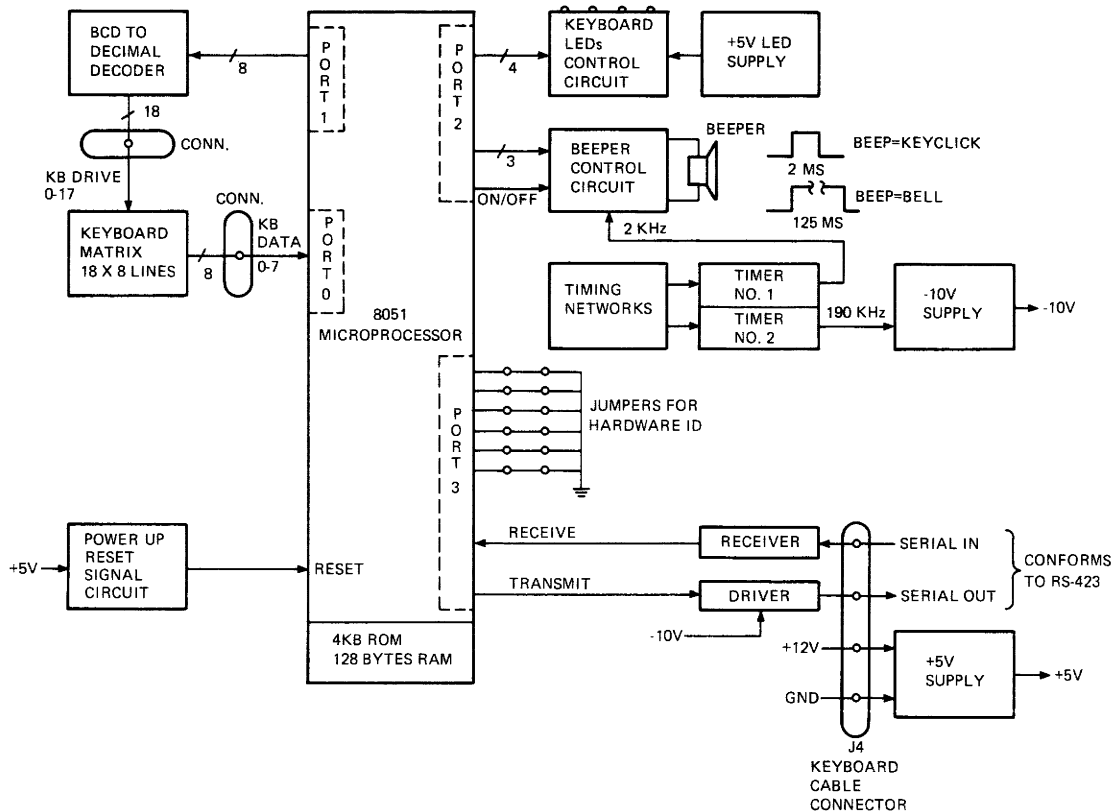 BCD TO
DECIMAL
DECODER
8
18
CONN.
KB DRIVE
0-17
KEYBOARD
MATRIX
18 X 8 LINES
8
CONN.
KB
DATA
0-7
PORT 1
PORT 0
8051
MICROPROCESSOR
PORT 2
4
KEYBOARD
LEDs
CONTROL
CIRCUIT
+5V LED
SUPPLY
3
ON/OFF
BEEPER
CONTROL
CIRCUIT
BEEPER
2 MS
BEEP=KEYCLICK
125 MS
BEEP=BELL
2 KHz
TIMING
NETWORKS
TIMER
NO. 1
TIMER
NO. 2
190 KHz
-10V
SUPPLY
-10V
PORT 3
JUMPERS FOR
HARDWARE ID
+5V
POWER UP
RESET
SIGNAL
CIRCUIT
RESET
RECEIVE
RECEIVER
SERIAL IN
TRANSMIT
DRIVER
SERIAL OUT
CONFORMS
TO RS-423
-10V
4KB ROM
128 BYTES RAM
+12V
GND
+5V
SUPPLY
+5V
J4
KEYBOARD
CABLE
CONNECTOR